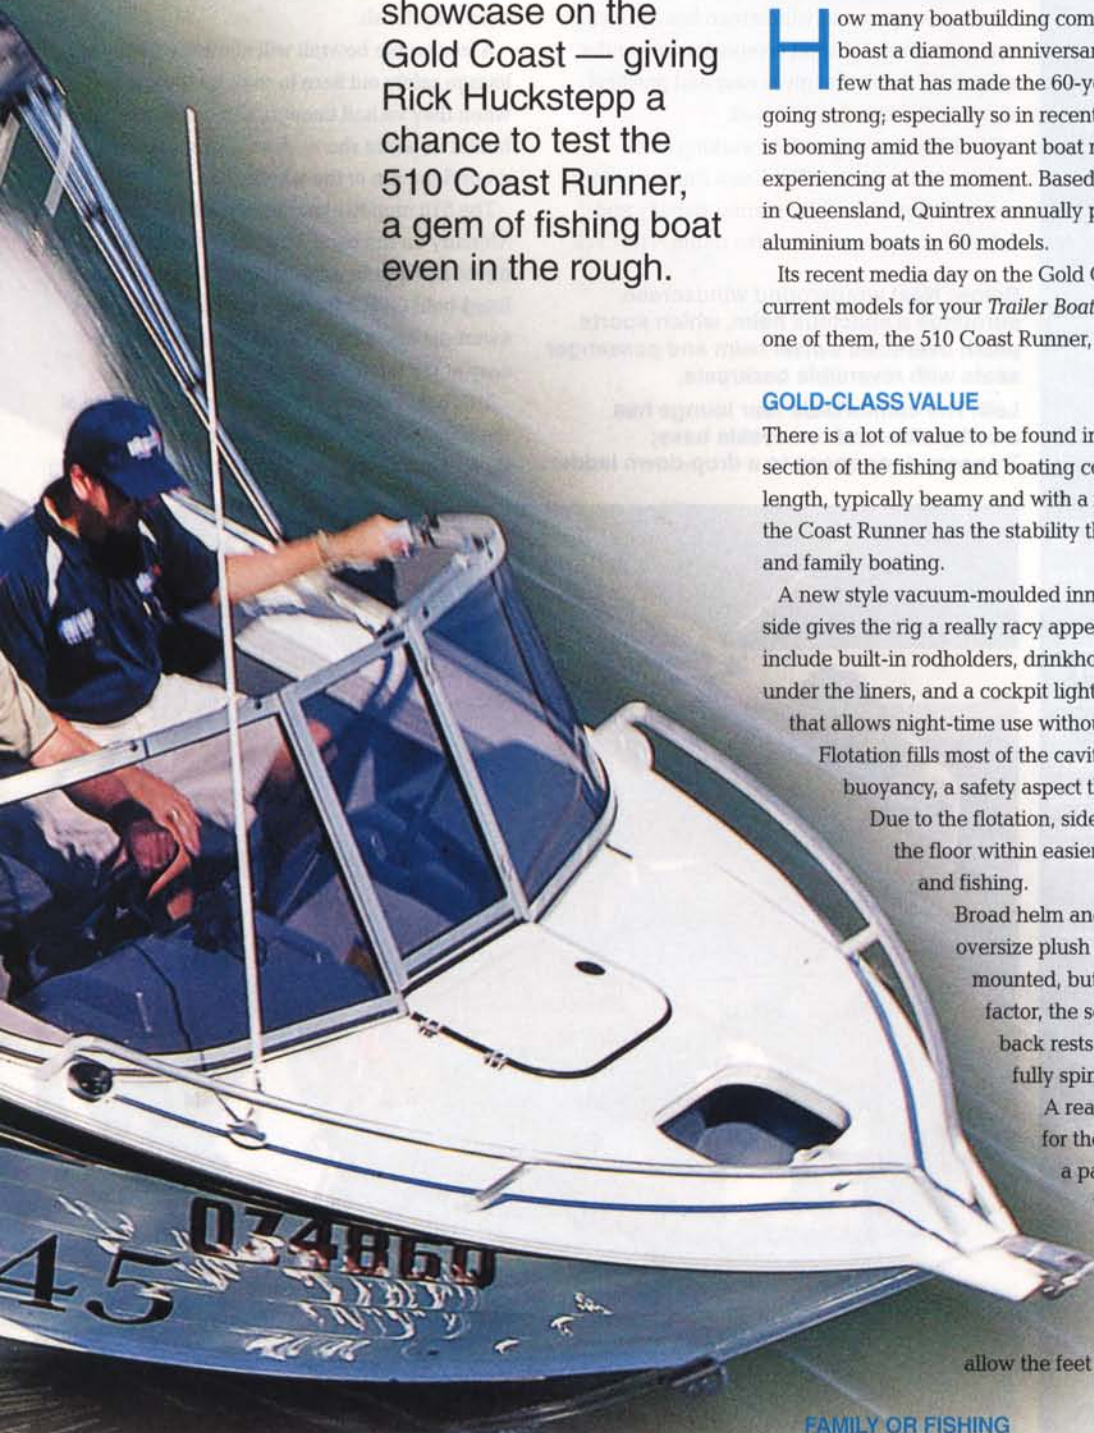 showcase on the
Gold Coast — giving
Rick Huckstepp a
chance to test the
510 Coast Runner,
a gem of fishing boat
even in the rough.
How many boatbuilding com
boast a diamond anniversar
few that has made the 60-y
going strong; especially so in recent
is booming amid the buoyant boat
experiencing at the moment. Based
in Queensland, Quintrex annually p
aluminium boats in 60 models.
Its recent media day on the Gold C
current models for your Trailer Boat
one of them, the 510 Coast Runner,
GOLD-CLASS VALUE
There is a lot of value to be found in
section of the fishing and boating co
length, typically beamy and with a
the Coast Runner has the stability th
and family boating.
A new style vacuum-moulded inn
side gives the rig a really racy appe
include built-in rodholders, drinkho
under the liners, and a cockpit light
that allows night-time use withou
Flotation fills most of the cavi
buoyancy, a safety aspect t
Due to the flotation, side
the floor within easier
and fishing.
Broad helm an
oversize plush
mounted, but
factor, the s
back rests
fully spin
A rea
for the
a pa
allow the feet
FAMILY OR FISHING
45
034860